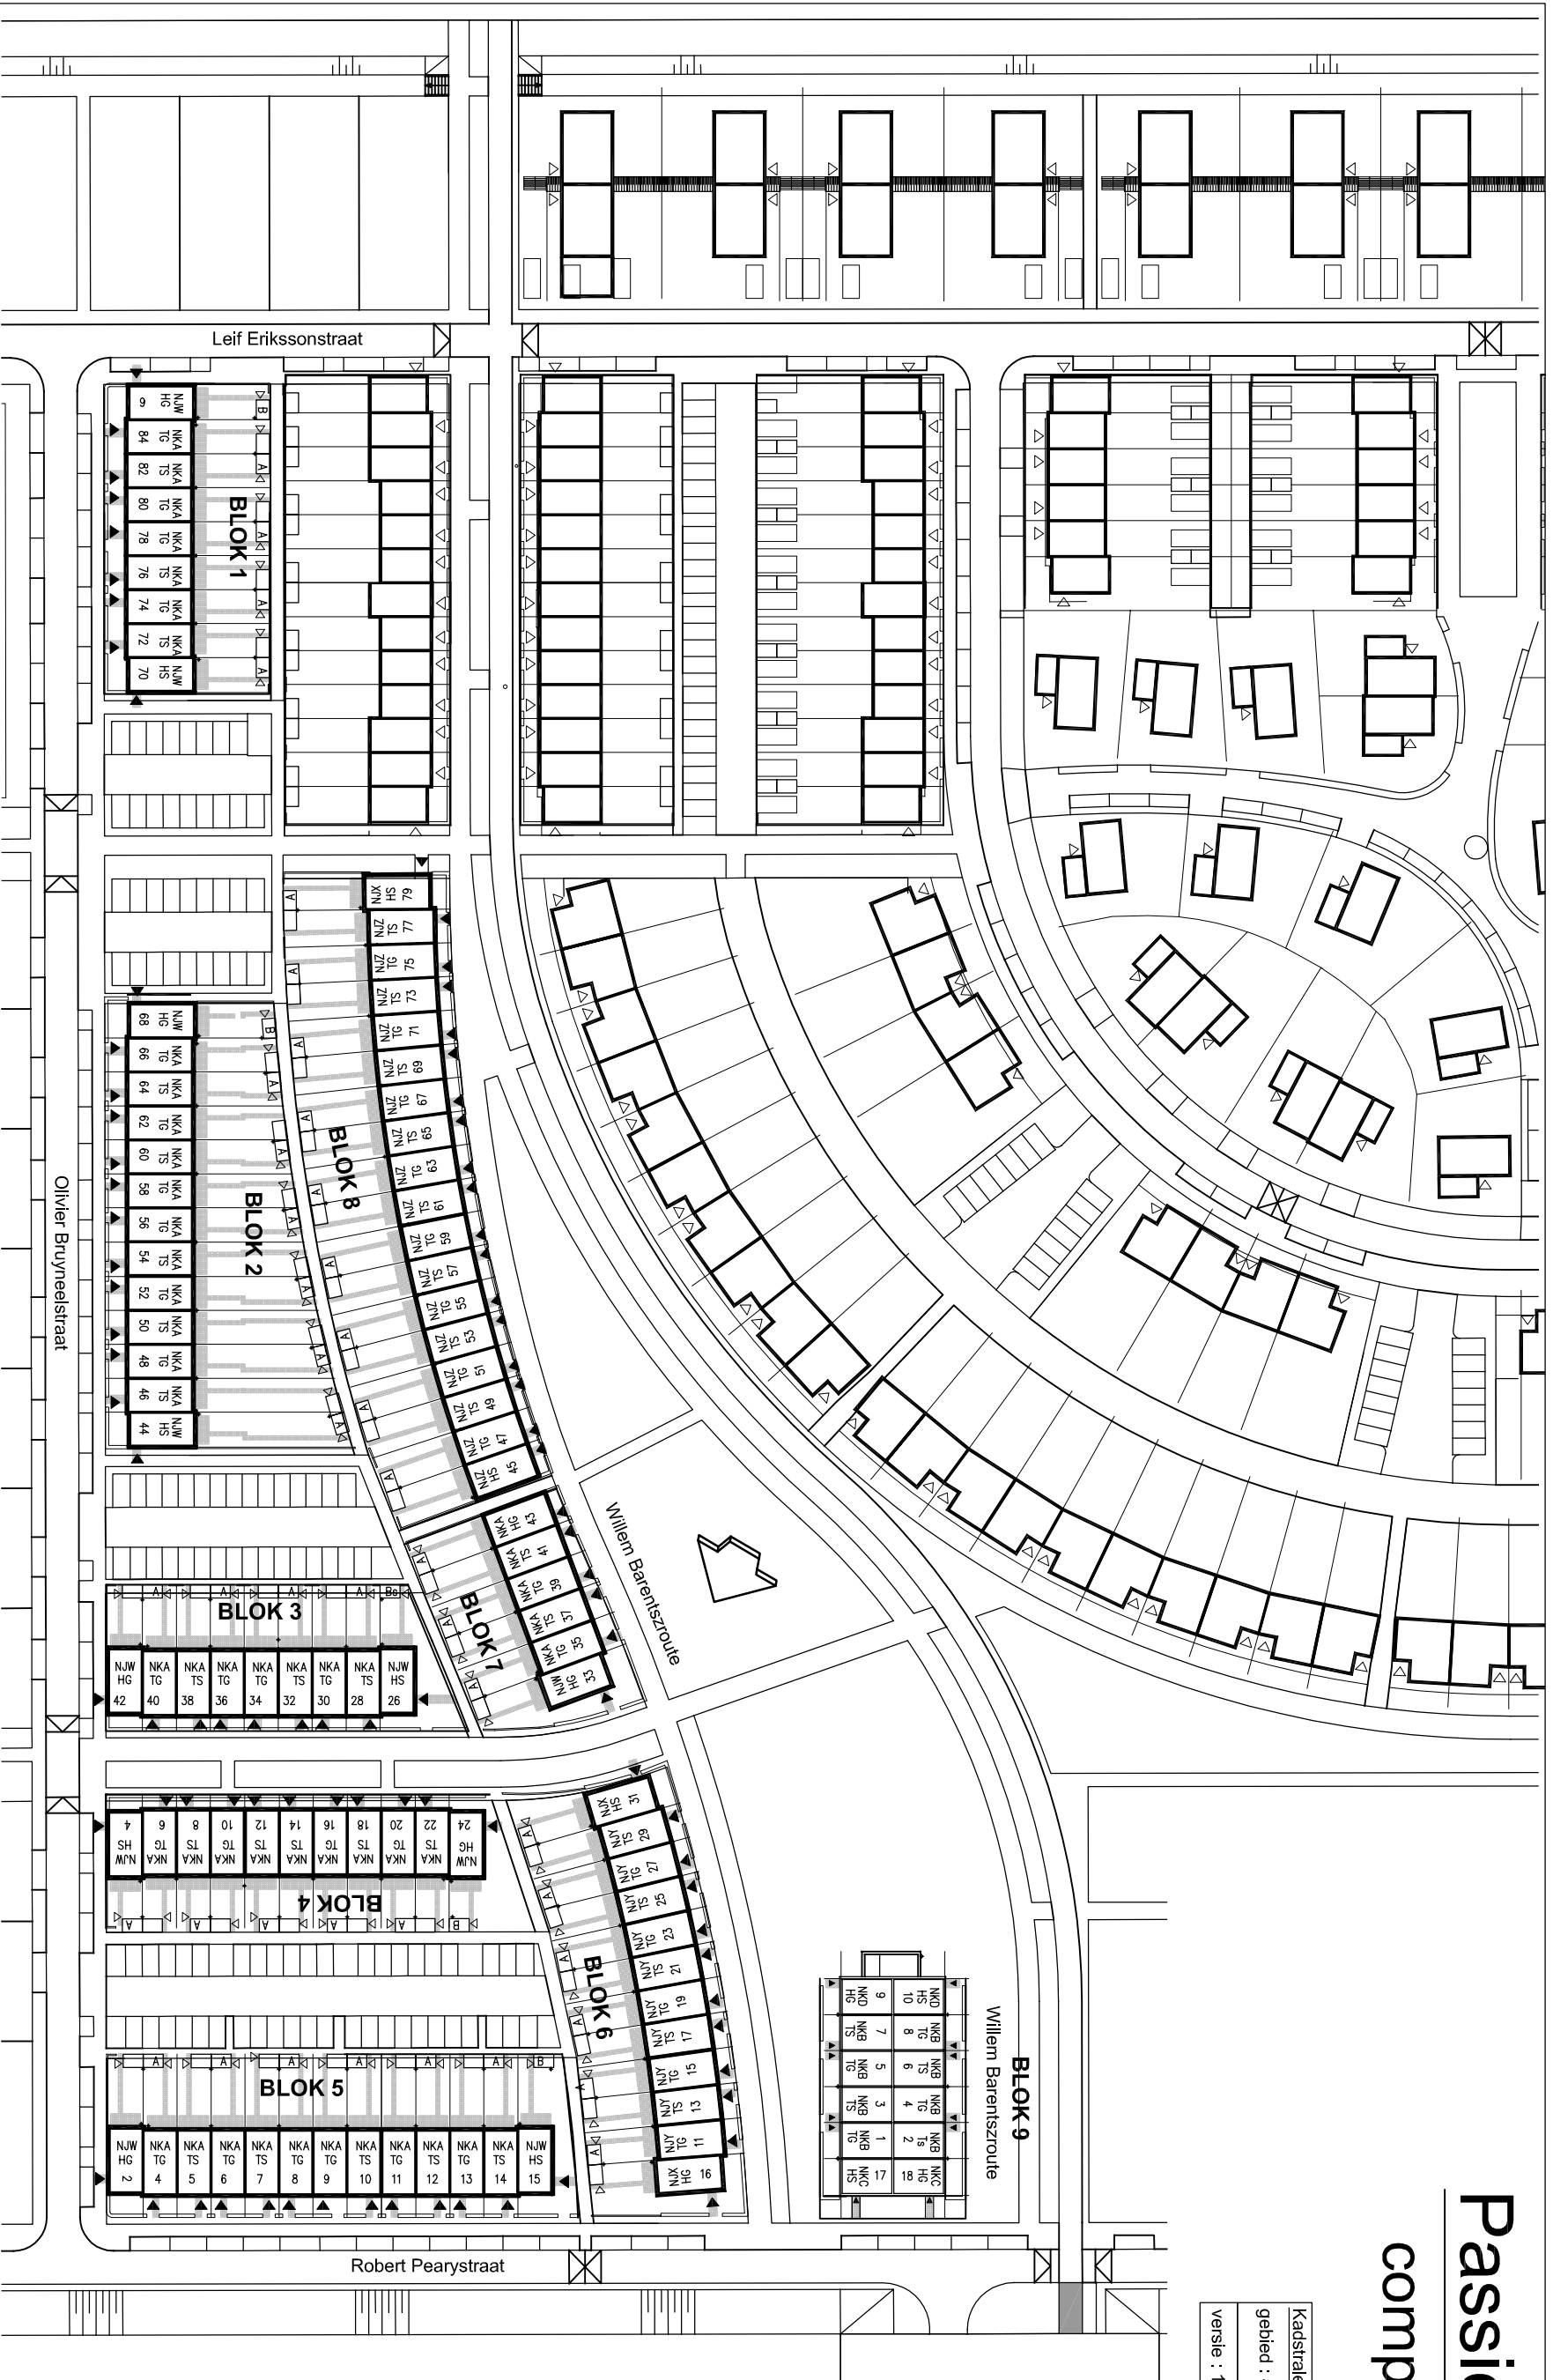 Leif Erikssonstraat
NJW HG 9
NKA TG 84
NKA TS 82
NKA TG 80
NKA TG 78
NKA TS 76
NKA TG 74
NKA TS 72
NJW HS 70
B
A
A
A
A
BLOK 1
NJX HS 79
NJZ TS 77
NJZ TG 75
NJZ TS 73
NJZ TG 71
NJZ TS 69
NJZ TG 67
NJZ TS 65
NJZ TG 63
NJZ TS 61
NJZ TG 59
NJZ TS 57
NJZ TG 55
NJZ TS 53
NJZ TG 51
NJZ TS 49
NJZ TG 47
NJZ HS 45
A
A
A
A
A
A
A
A
A
BLOK 8
NJW HG 68
NKA TG 66
NKA TS 64
NKA TG 62
NKA TS 60
NKA TG 58
NKA TG 56
NKA TS 54
NKA TG 52
NKA TS 50
NKA TG 48
NKA TS 46
NJW HS 44
B
A
A
A
A
A
A
BLOK 2
Olivier Bruyneelstraat
NKA HG 43
NKA TS 41
NKA TG 39
NKA TS 37
NKA TG 35
NJW HG 33
A
A
A
BLOK 7
Willem Barentszroute
A
A
A
A
Bs
BLOK 3
NJW HG 42
NKA TG 40
NKA TS 38
NKA TG 36
NKA TG 34
NKA TS 32
NKA TG 30
NKA TS 28
NJW HS 26
NJW HS 4
NKA TG 6
NKA TS 8
NKA TG 10
NKA TS 12
NKA TS 14
NKA TG 16
NKA TS 18
NKA TG 20
NKA TS 22
NJW HG 24
BLOK 4
A
A
A
A
A
B
NJX HS 31
NJY TS 29
NJY TG 27
NJY TS 25
NJY TG 23
NJY TS 21
NJY TG 19
NJY TS 17
NJY TG 15
NJY TS 13
NJY TG 11
NJX HG 16
A
A
A
A
A
A
BLOK 6
NKD HG 9
NKB TS 7
NKB TG 5
NKB TS 3
NKB TG 1
NKC HS 17
NKD HS 10
NKB TG 8
NKB TS 6
NKB TG 4
NKB Ts 2
NKC HG 18
Willem Barentszroute
BLOK 9
A
A
A
A
A
A
B
BLOK 5
NJW HG 2
NKA TG 4
NKA TS 5
NKA TG 6
NKA TS 7
NKA TG 8
NKA TG 9
NKA TS 10
NKA TG 11
NKA TS 12
NKA TG 13
NKA TS 14
NJW HS 15
Robert Pearystraat
Passi
comp
Kadstrale
gebied :
versie : 1